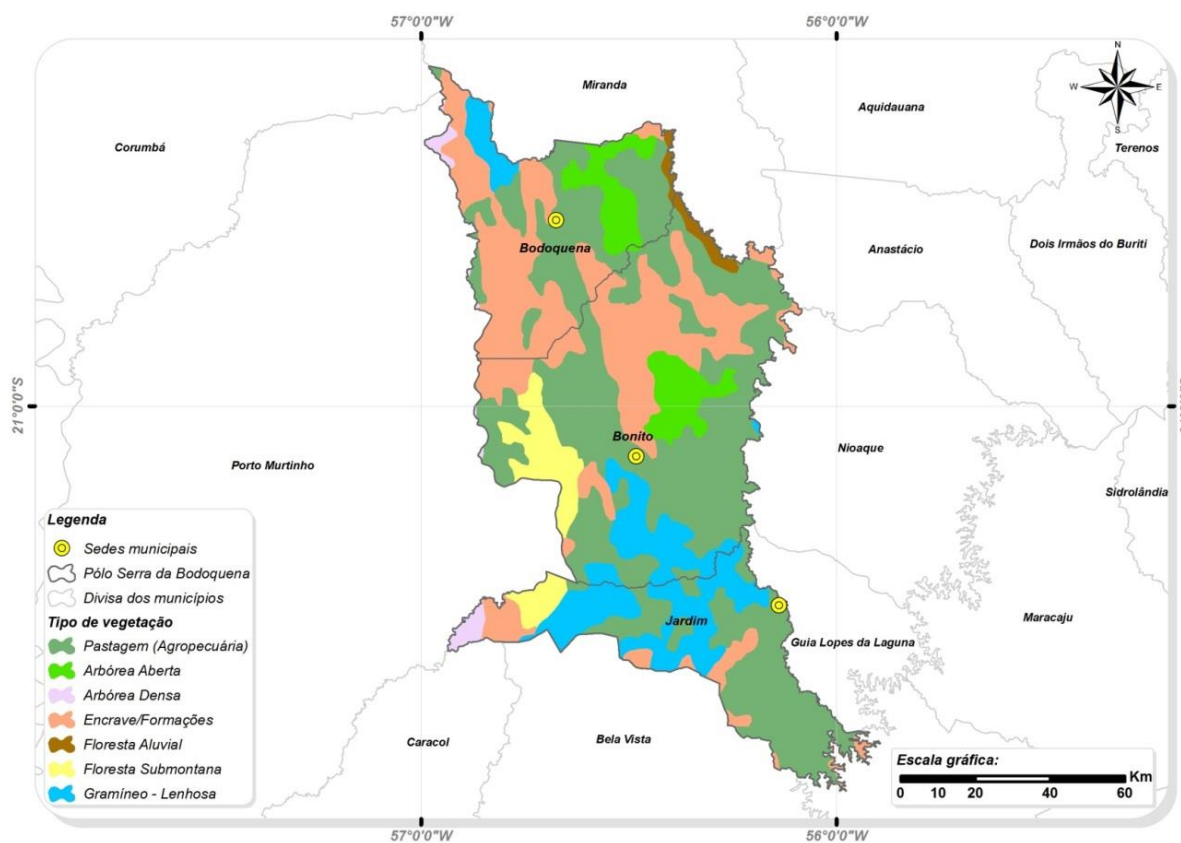 57°0'0"W
56°0'0"W
N
W
E
S
Miranda
Aquidauana
Terenos
Corumbá
Bodoquena
Anastácio
Dois Irmãos do Buriti
21°0'0"S
Bonito
Nioaque
Porto Murtinho
Sidrolândia
Legenda
Sedes municipais
Pólo Serra da Bodoquena
Divisa dos municípios
Tipo de vegetação
Pastagem (Agropecuária)
Arbórea Aberta
Arbórea Densa
Encrave/Formações
Floresta Aluvial
Floresta Submontana
Gramíneo - Lenhosa
Jardim
Guia Lopes da Laguna
Maracaju
Caracol
Bela Vista
Escala gráfica:
Km
0 10 20 40 60
57°0'0"W
56°0'0"W